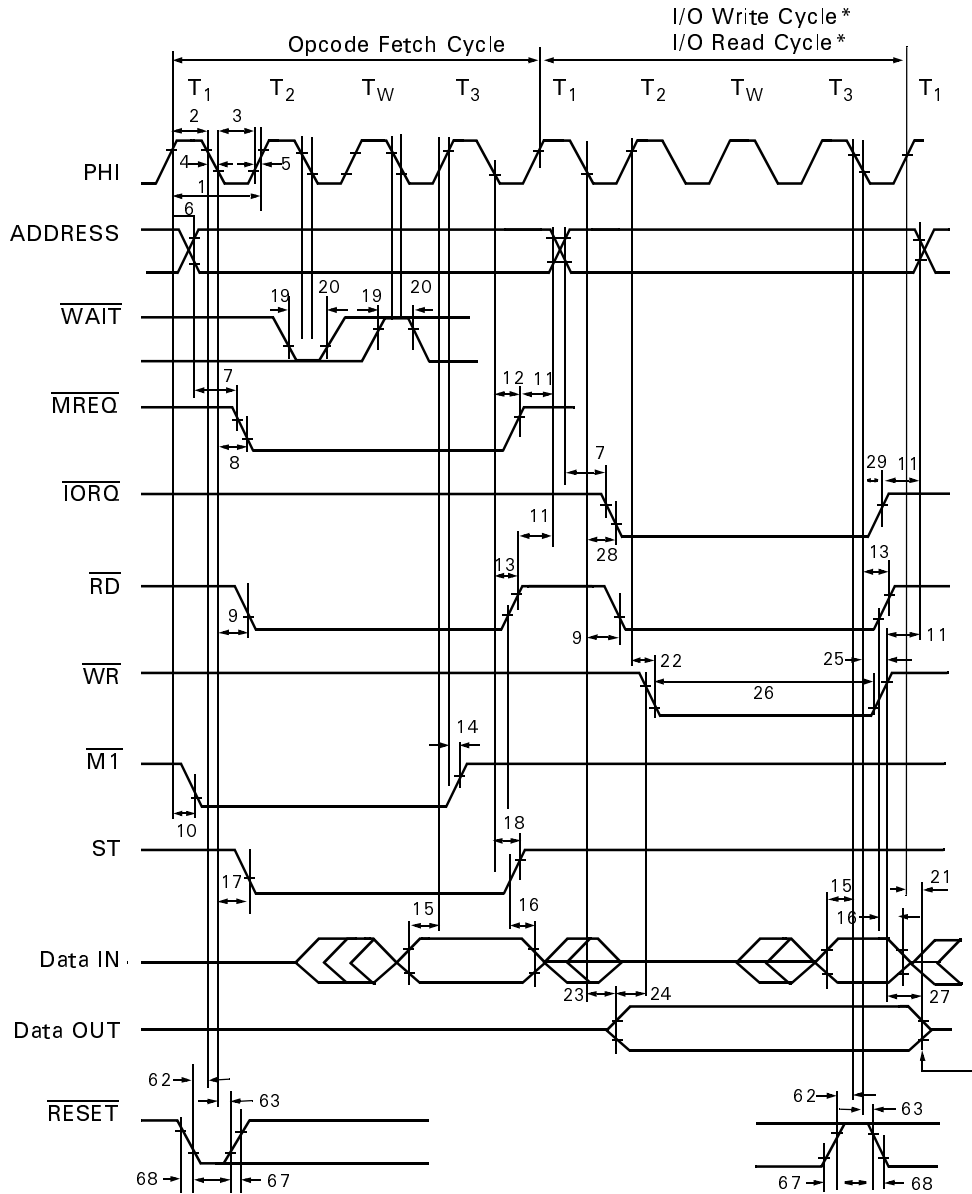 I/O Write Cycle*
Opcode Fetch Cycle I/O Read Cycle*
T1 T2 TW T3 T1 T2 TW T3 T1
2 3
PHI 4 5
1
6
ADDRESS
19 20 19 20
WAIT
7 12 11
MREQ
8
7 29 11
IORQ
11 28
13 13
RD
9 9 11
22 25
WR
26
14
M1
10
18
ST
17 15 21
15 16 16
Data IN
23 24 27
Data OUT
62 62
63 63
RESET
68 67 67 68